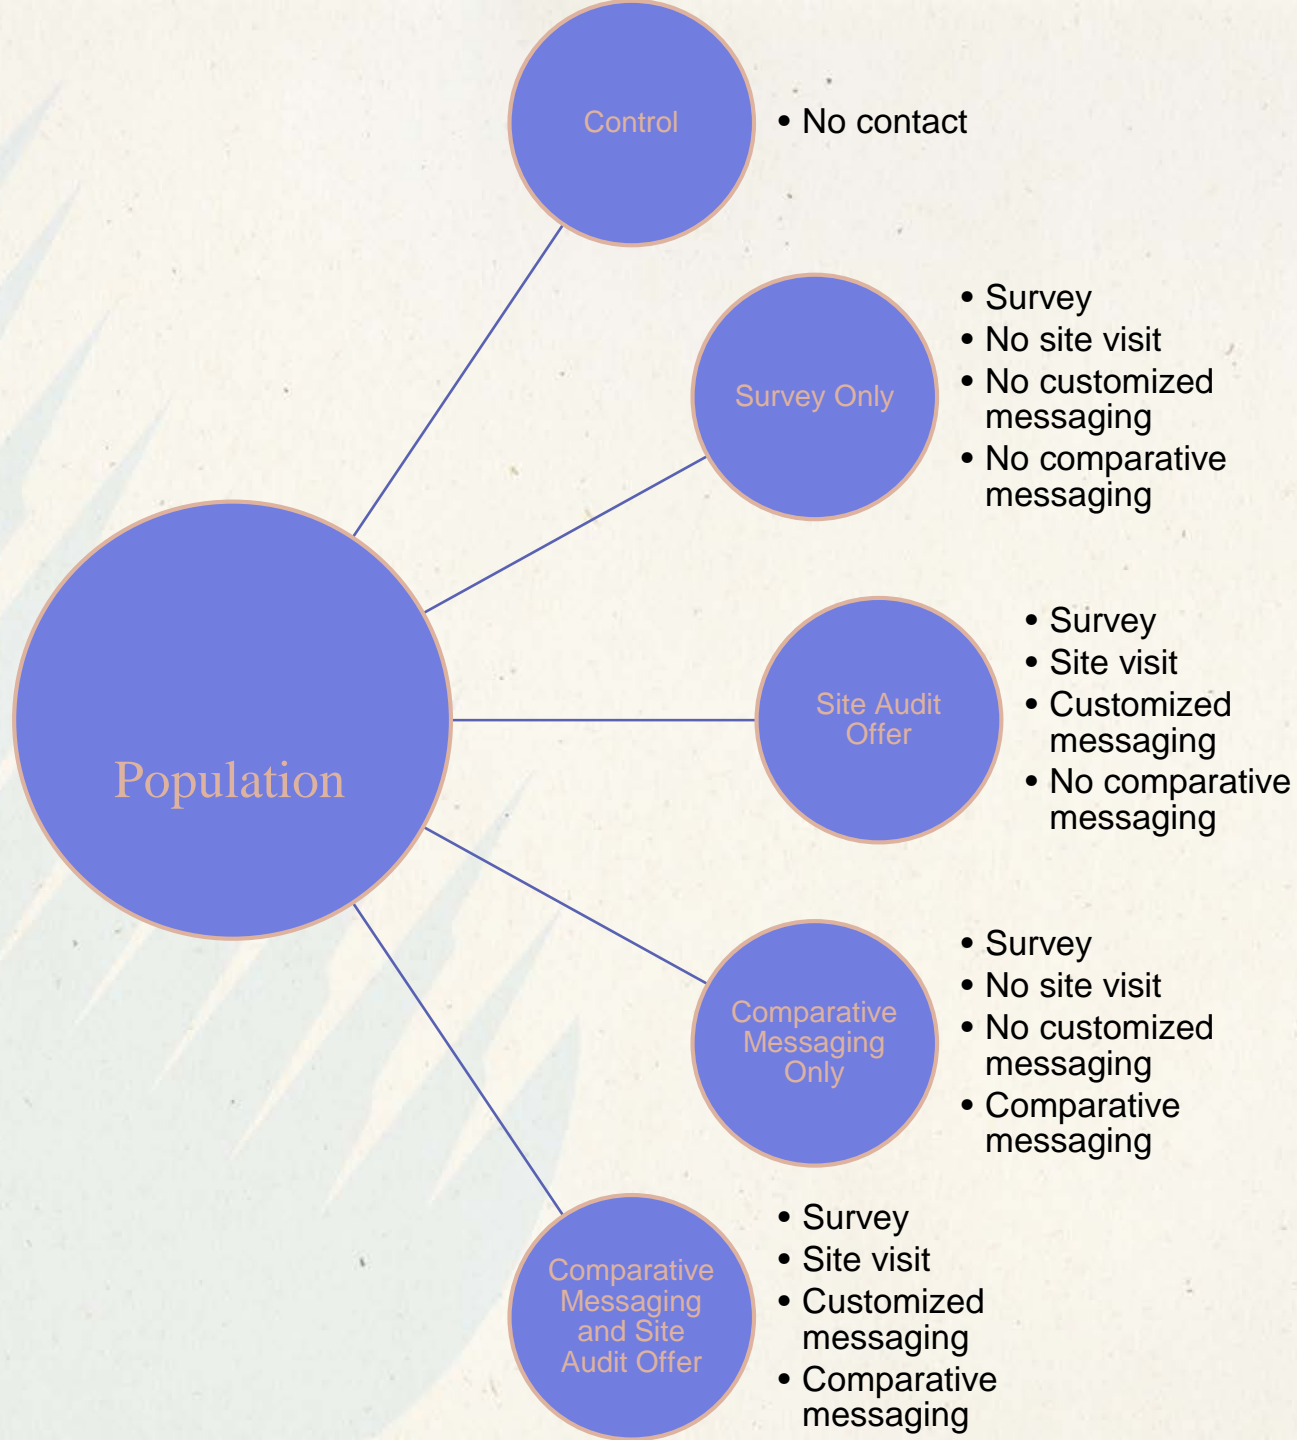 Control
• No contact
Survey Only
• Survey
• No site visit
• No customized
messaging
• No comparative
messaging
Population
Site Audit
Offer
• Survey
• Site visit
• Customized
messaging
• No comparative
messaging
Comparative
Messaging
Only
• Survey
• No site visit
• No customized
messaging
• Comparative
messaging
Comparative
Messaging
and Site
Audit Offer
• Survey
• Site visit
• Customized
messaging
• Comparative
messaging